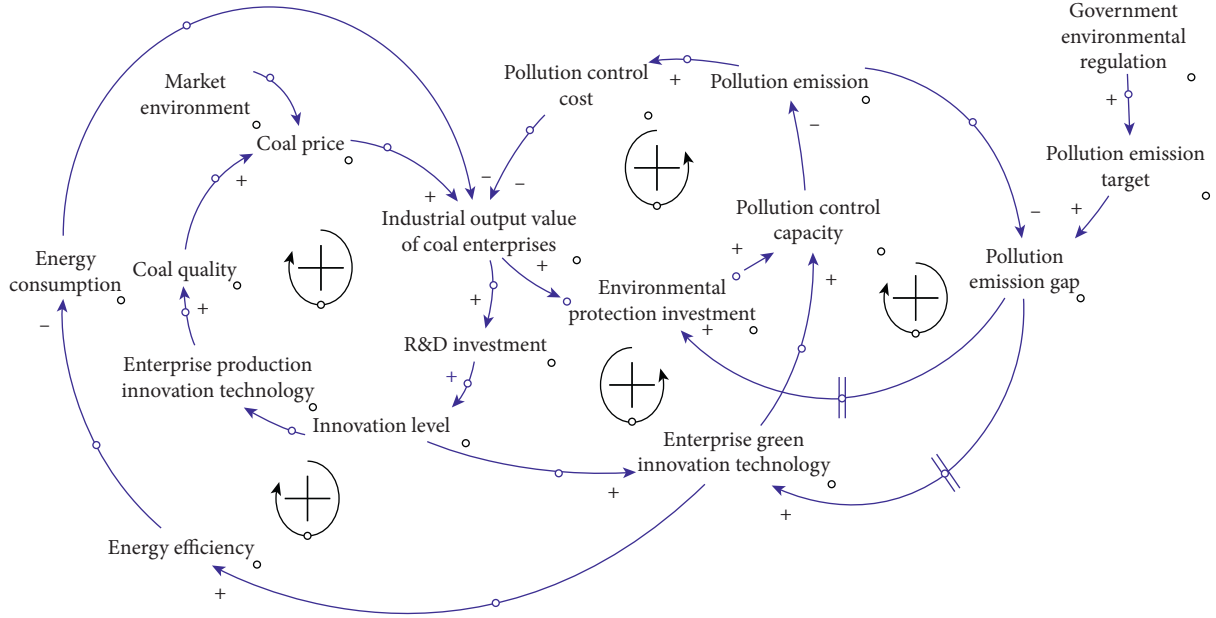 Government
environmental
regulation
Market
environment
Pollution control
cost
Pollution emission
+
+
+
−
Coal price
Pollution emission
target
+
−
−
+
−
+
Industrial output value
of coal enterprises
Pollution control
capacity
Energy
consumption
Coal quality
+
+
Pollution
emission gap
Environmental
protection investment
+
−
+
+
+
R&D investment
Enterprise production
innovation technology
+
Innovation level
Enterprise green
innovation technology
+
+
Energy efficiency
+